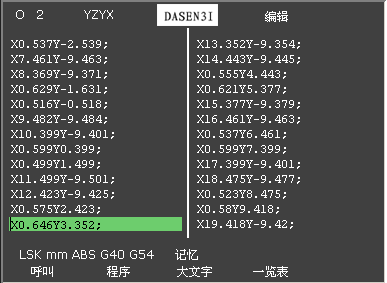 O 2 YZYX DASEN3I 编辑
X0.537Y-2.539;
X7.461Y-9.463;
X8.369Y-9.371;
X0.629Y-1.631;
X0.516Y-0.518;
X9.482Y-9.484;
X10.399Y-9.401;
X0.599Y0.399;
X0.499Y1.499;
X11.499Y-9.501;
X12.423Y-9.425;
X0.575Y2.423;
X0.646Y3.352;
X13.352Y-9.354;
X14.443Y-9.445;
X0.555Y4.443;
X0.621Y5.377;
X15.377Y-9.379;
X16.461Y-9.463;
X0.537Y6.461;
X0.599Y7.399;
X17.399Y-9.401;
X18.475Y-9.477;
X0.523Y8.475;
X0.58Y9.418;
X19.418Y-9.42;
LSK mm ABS G40 G54 记忆
呼叫 程序 大文字 一览表